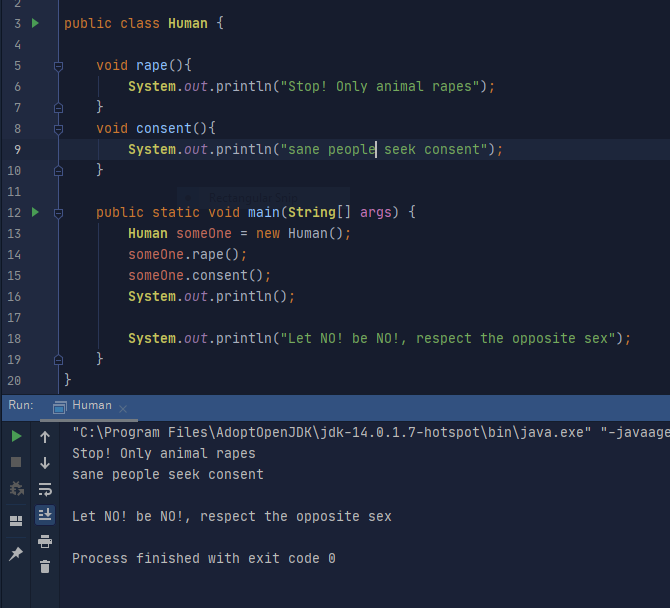 2
3 public class Human {
4
5 void rape(){
6 System.out.println("Stop! Only animal rapes");
7 }
8 void consent(){
9 System.out.println("sane people seek consent");
10 }
11
12 public static void main(String[] args) {
13 Human someOne = new Human();
14 someOne.rape();
15 someOne.consent();
16 System.out.println();
17
18 System.out.println("Let NO! be NO!, respect the opposite sex");
19 }
20 }
Run: Human
"C:\Program Files\AdoptOpenJDK\jdk-14.0.1.7-hotspot\bin\java.exe" "-javaage
Stop! Only animal rapes
sane people seek consent
Let NO! be NO!, respect the opposite sex
Process finished with exit code 0